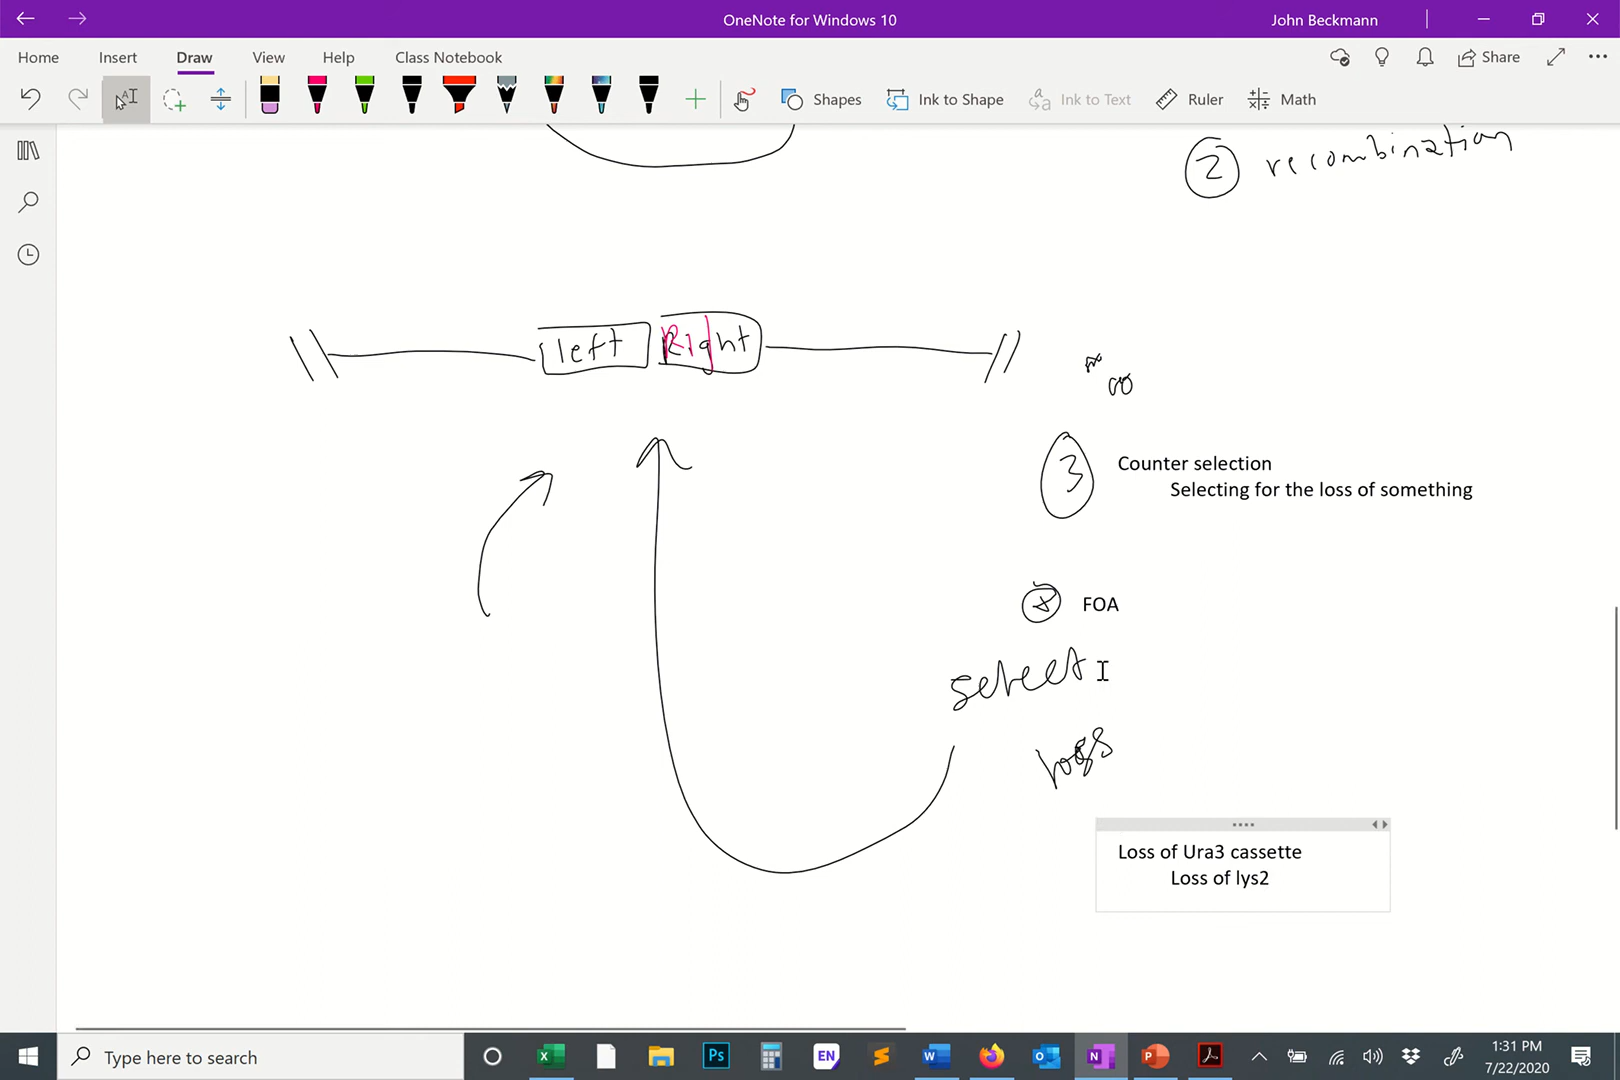 OneNote for Windows 10
John Beckmann
Home Insert Draw View Help Class Notebook
Share
Shapes Ink to Shape Ink to Text Ruler Math
2 recombination
left Right
3 Counter selection
Selecting for the loss of something
FOA
select
loss
Loss of Ura3 cassette
Loss of lys2
Type here to search
EN
1:31 PM
7/22/2020